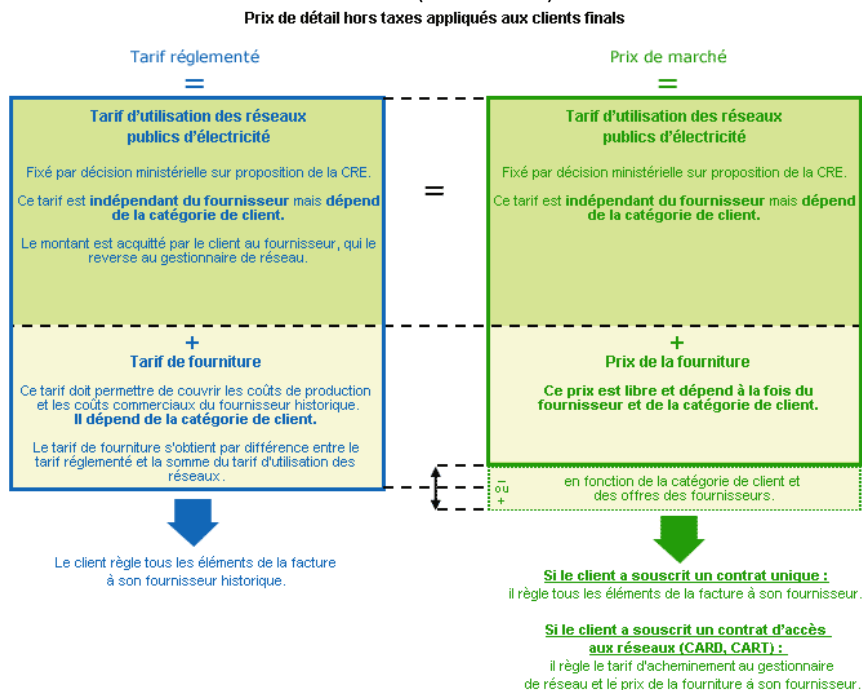 Prix de détail hors taxes appliqués aux clients finals
Tarif réglementé
=
Tarif d'utilisation des réseaux
publics d'électricité
Fixé par décision ministérielle sur proposition de la CRE.
Ce tarif est indépendant du fournisseur mais dépend
de la catégorie de client.
Le montant est acquitté par le client au fournisseur, qui le
reverse au gestionnaire de réseau.
+
Tarif de fourniture
Ce tarif doit permettre de couvrir les coûts de production
et les coûts commerciaux du fournisseur historique.
Il dépend de la catégorie de client.
Le tarif de fourniture s'obtient par différence entre le
tarif réglementé et la somme du tarif d'utilisation des
réseaux.
Le client règle tous les éléments de la facture
à son fournisseur historique.
=
Prix de marché
=
Tarif d'utilisation des réseaux
publics d'électricité
Fixé par décision ministérielle sur proposition de la CRE.
Ce tarif est indépendant du fournisseur mais dépend
de la catégorie de client.
+
Prix de la fourniture
Ce prix est libre et dépend à la fois du
fournisseur et de la catégorie de client.
–
ou
+
en fonction de la catégorie de client et
des offres des fournisseurs.
Si le client a souscrit un contrat unique :
il règle tous les éléments de la facture à son fournisseur.
Si le client a souscrit un contrat d'accès
aux réseaux (CARD, CART) :
il règle le tarif d'acheminement au gestionnaire
de réseau et le prix de la fourniture à son fournisseur.